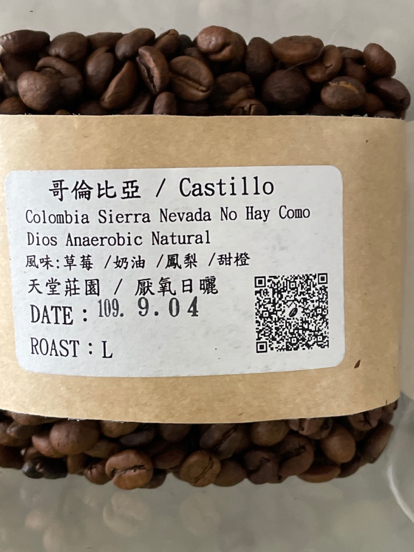 哥倫比亞 / Castillo
Colombia Sierra Nevada No Hay Como
Dios Anaerobic Natural
風味:草莓 /奶油 /鳳梨 /甜橙
天堂莊園 / 厭氧日曬
DATE：109. 9.04
ROAST：L